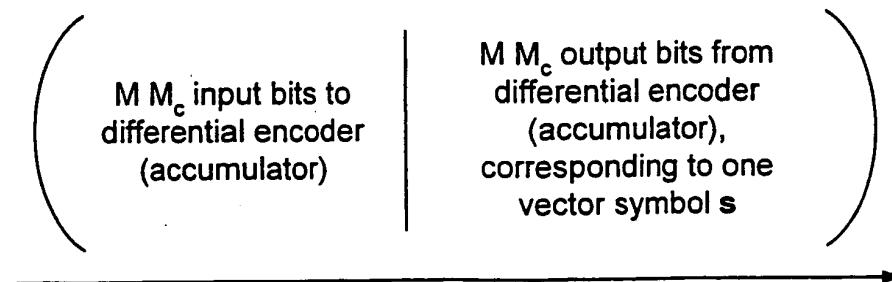 M M_c input bits to
differential encoder
(accumulator)
M M_c output bits from
differential encoder
(accumulator),
corresponding to one
vector symbol s